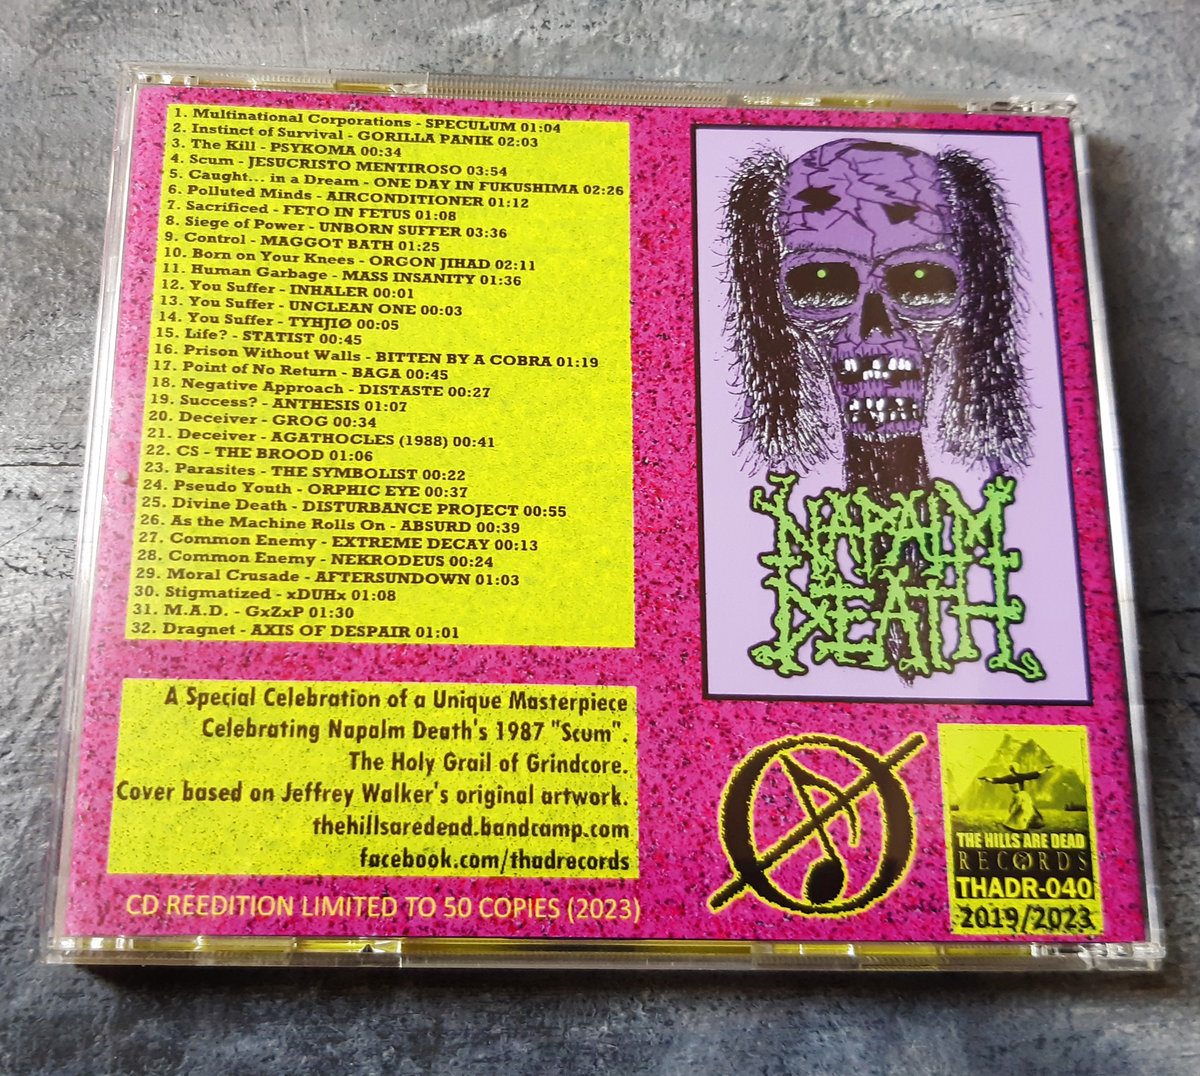 1. Multinational Corporations - SPECULUM 01:04
2. Instinct of Survival - GORILLA PANIK 02:03
3. The Kill - PSYKOMA 00:34
4. Scum - JESUCRISTO MENTIROSO 03:54
5. Caught... in a Dream - ONE DAY IN FUKUSHIMA 02:26
6. Polluted Minds - AIRCONDITIONER 01:12
7. Sacrificed - FETO IN FETUS 01:08
8. Siege of Power - UNBORN SUFFER 03:36
9. Control - MAGGOT BATH 01:25
10. Born on Your Knees - ORGON JIHAD 02:11
11. Human Garbage - MASS INSANITY 01:36
12. You Suffer - INHALER 00:01
13. You Suffer - UNCLEAN ONE 00:03
14. You Suffer - TYHJIØ 00:05
15. Life? - STATIST 00:45
16. Prison Without Walls - BITTEN BY A COBRA 01:19
17. Point of No Return - BAGA 00:45
18. Negative Approach - DISTASTE 00:27
19. Success? - ANTHESIS 01:07
20. Deceiver - GROG 00:34
21. Deceiver - AGATHOCLES (1988) 00:41
22. CS - THE BROOD 01:06
23. Parasites - THE SYMBOLIST 00:22
24. Pseudo Youth - ORPHIC EYE 00:37
25. Divine Death - DISTURBANCE PROJECT 00:55
26. As the Machine Rolls On - ABSURD 00:39
27. Common Enemy - EXTREME DECAY 00:13
28. Common Enemy - NEKRODEUS 00:24
29. Moral Crusade - AFTERSUNDOWN 01:03
30. Stigmatized - xDUHx 01:08
31. M.A.D. - GxZxP 01:30
32. Dragnet - AXIS OF DESPAIR 01:01
NAPALM
DEATH
A Special Celebration of a Unique Masterpiece
Celebrating Napalm Death's 1987 "Scum".
The Holy Grail of Grindcore.
Cover based on Jeffrey Walker's original artwork.
thehillsaredead.bandcamp.com
facebook.com/thadrecords
CD REEDITION LIMITED TO 50 COPIES (2023)
THE HILLS ARE DEAD
RECORDS
THADR-040
2019/2023